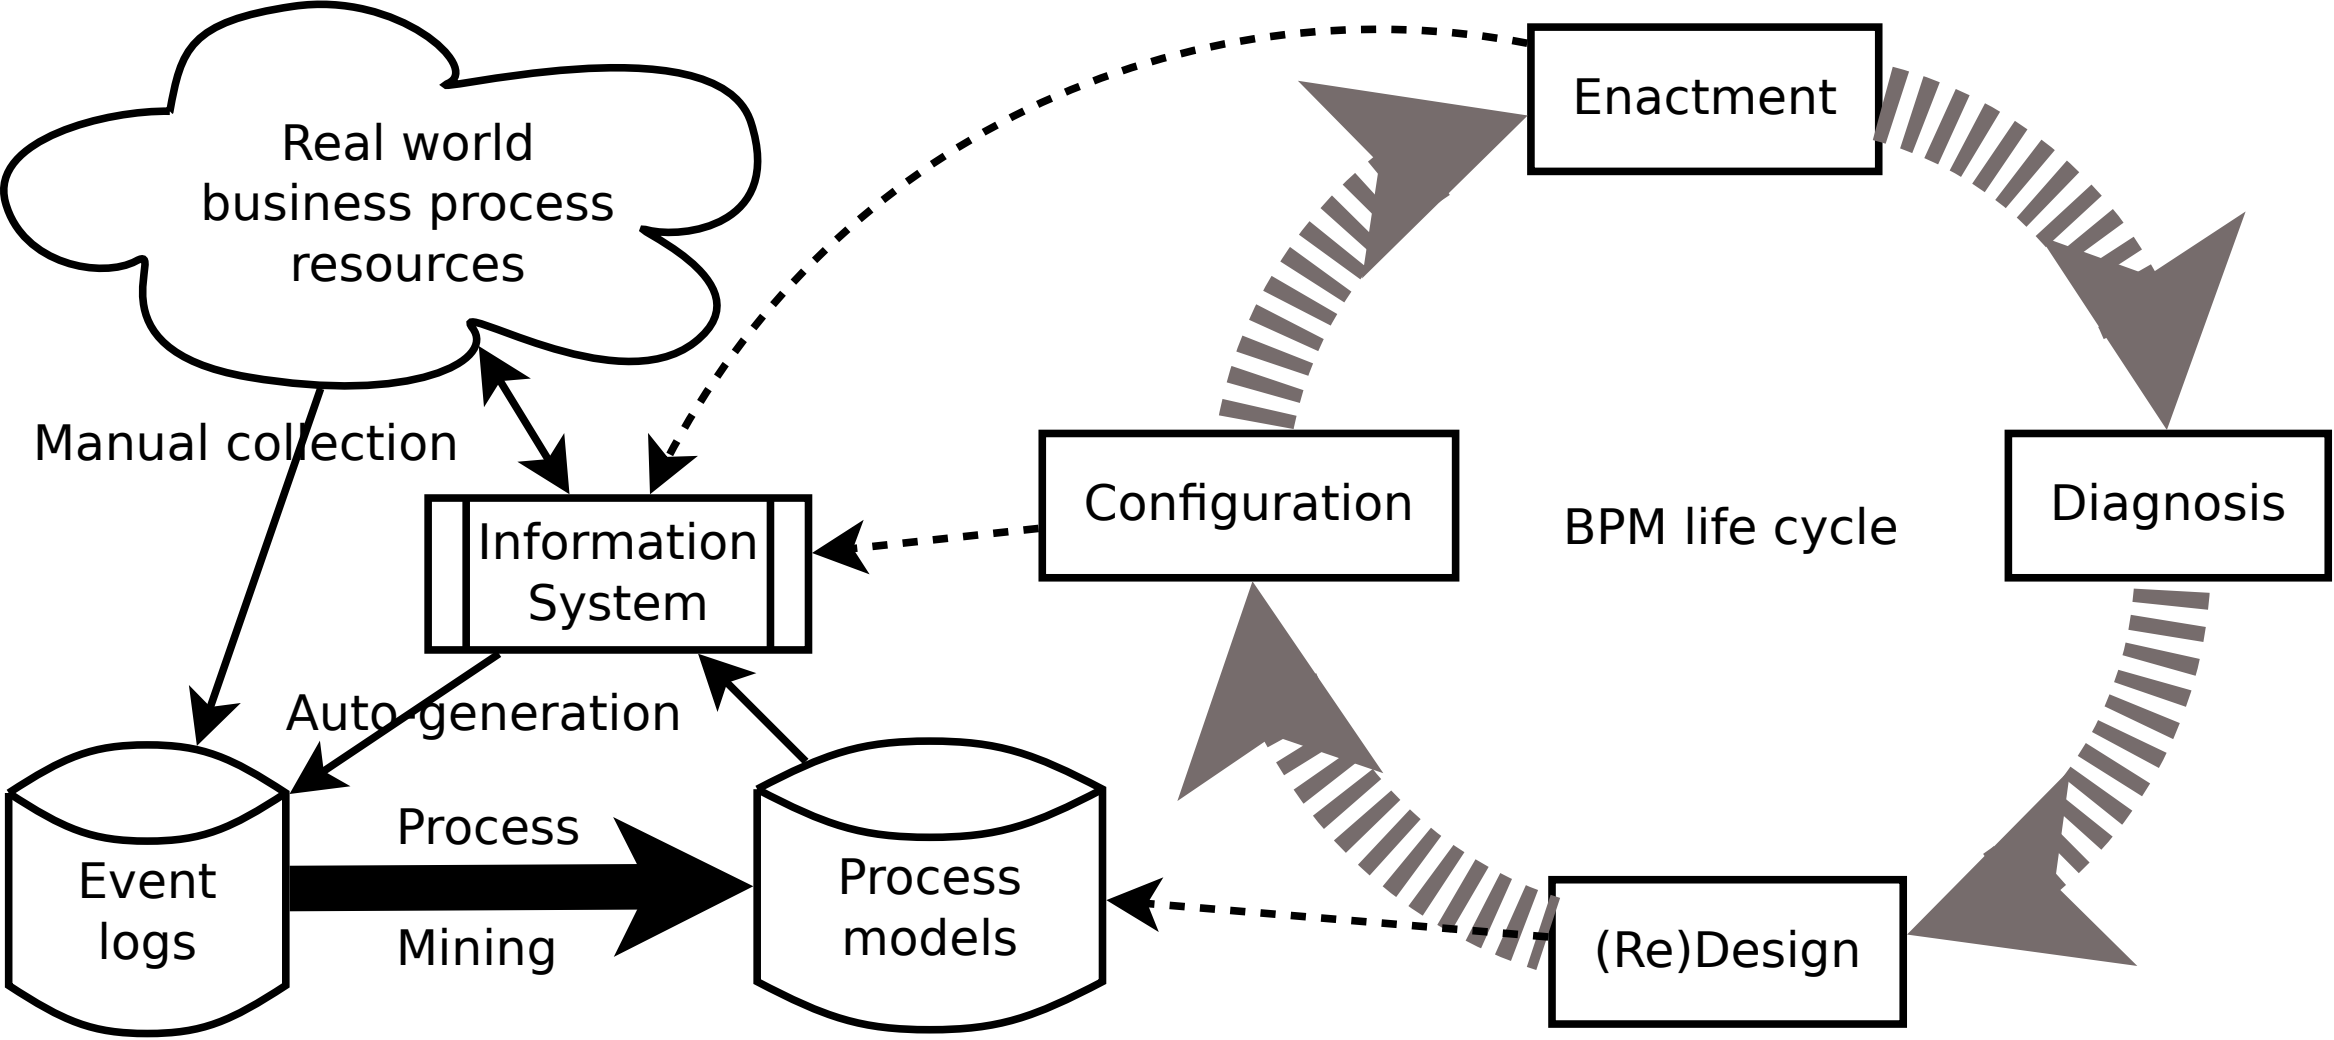 Real world
business process
resources
Manual collection
Information
System
Auto-generation
Event
logs
Process
Mining
Process
models
Enactment
Configuration
BPM life cycle
Diagnosis
(Re)Design